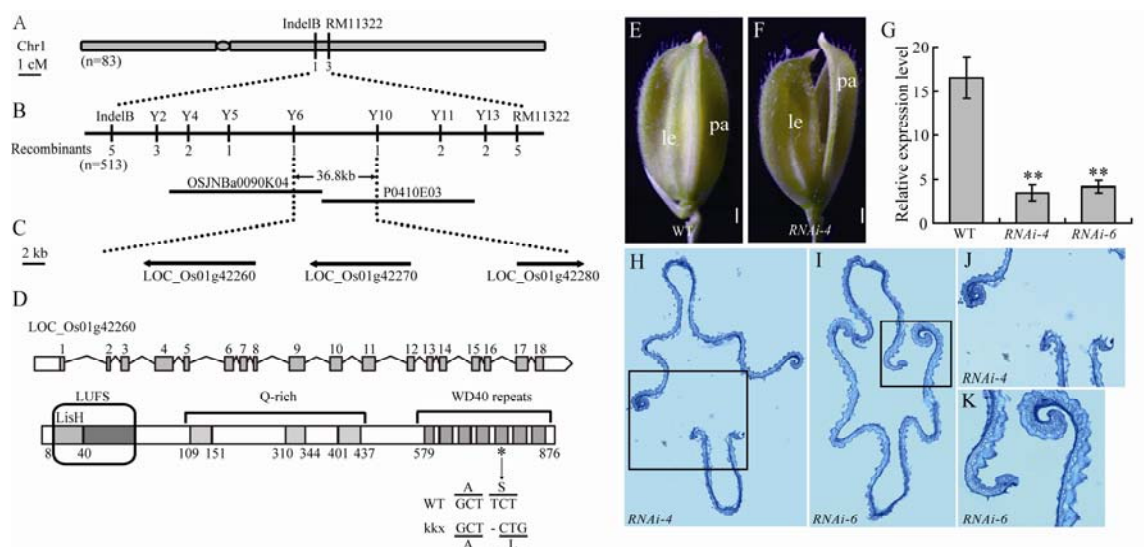 A
IndelB RM11322
Chr1
1 cM
(n=83)
1 3
B
IndelB Y2 Y4 Y5 Y6 Y10 Y11 Y13 RM11322
Recombinants 5 3 2 1 1 1 2 2 5
(n=513)
36.8kb
OSJNBa0090K04
P0410E03
C
2 kb
LOC_Os01g42260 LOC_Os01g42270 LOC_Os01g42280
D
LOC_Os01g42260
1 2 3 4 5 6 7 8 9 10 11 12 13 14 15 16 17 18
LUFS Q-rich WD40 repeats
LisH
8 40 109 151 310 344 401 437 579 * 876
A S
WT GCT TCT
kkx GCT -CTG
A L
E
le
pa
WT
F
le
pa
RNAi-4
G
Relative expression level
20
15
10
5
0
** **
WT RNAi-4 RNAi-6
H
RNAi-4
I
RNAi-6
J
RNAi-4
K
RNAi-6